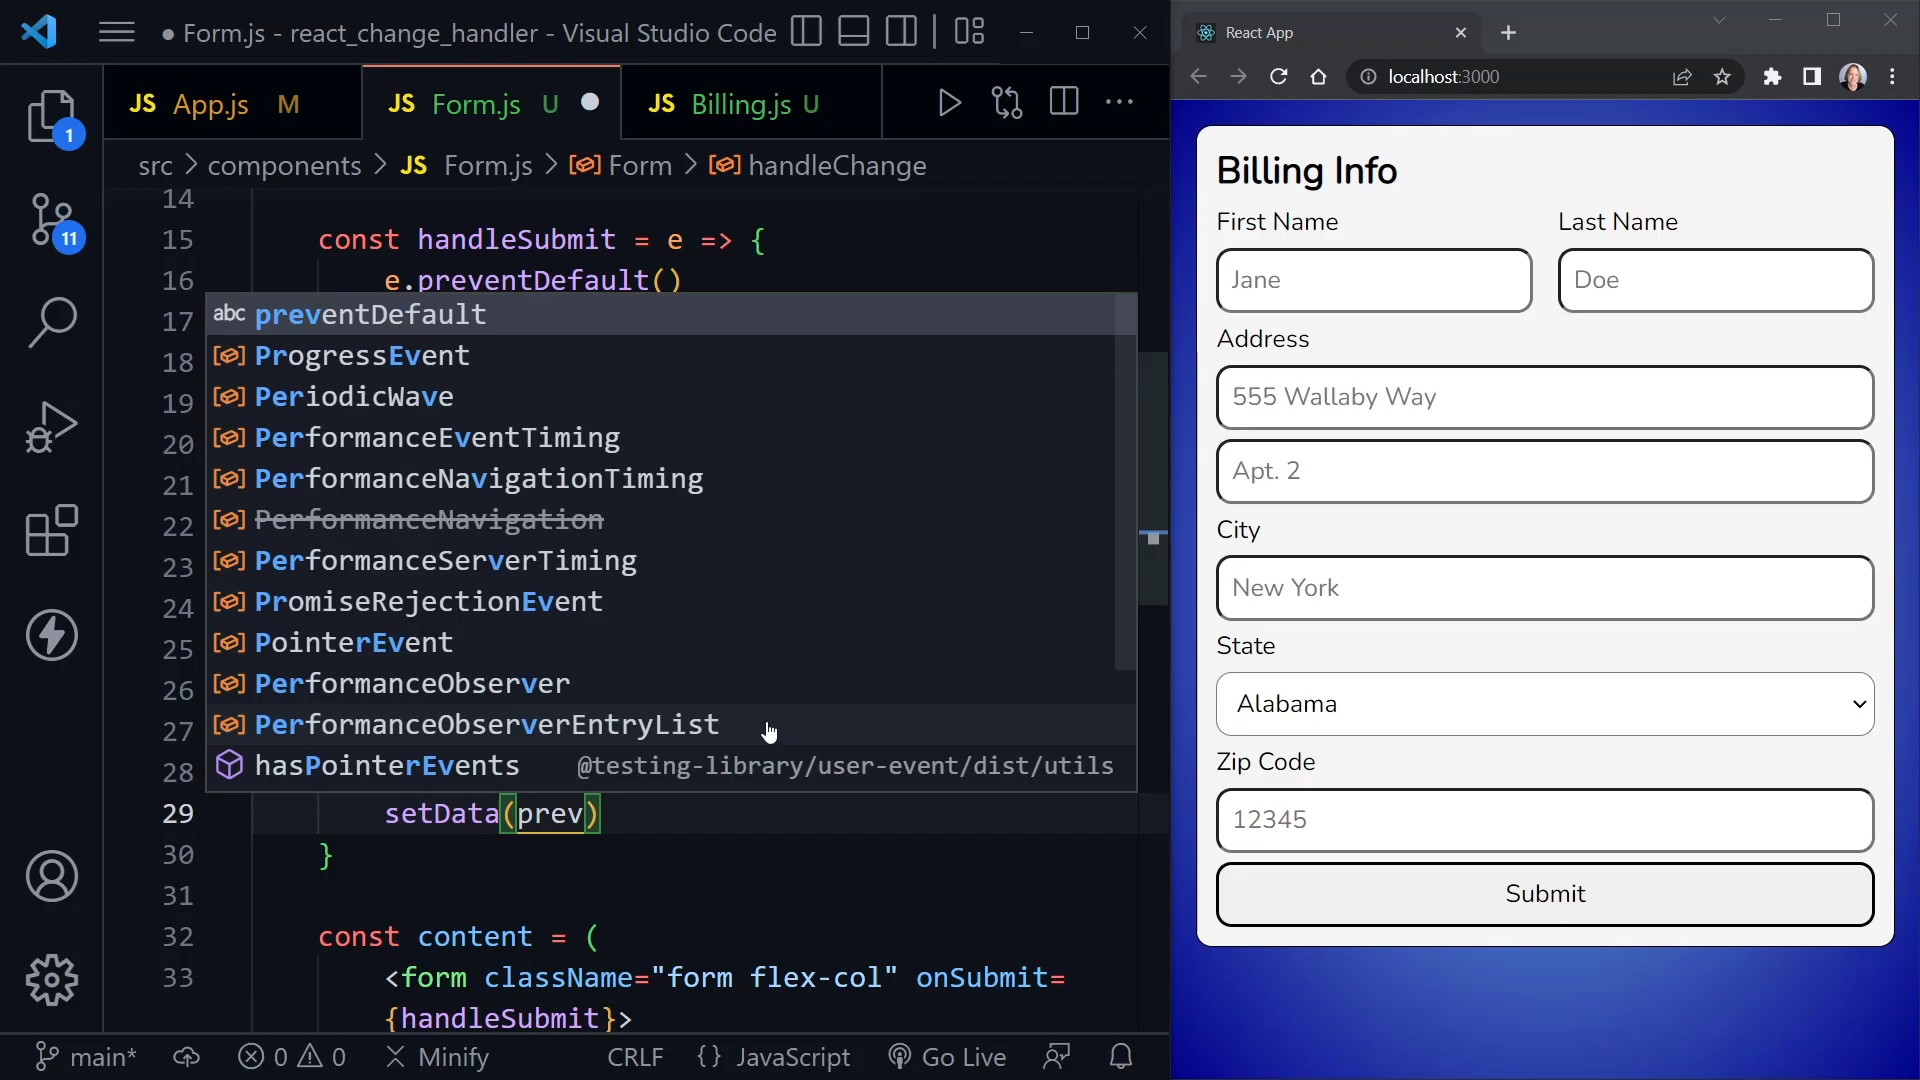 ● Form.js - react_change_handler - Visual Studio Code
JS App.js M
JS Form.js U ●
JS Billing.js U
src > components > JS Form.js > Form > handleChange
1
11
14
15 const handleSubmit = e => {
16 e.preventDefault()
17
18
19
20
21
22
23
24
25
26
27
28
abc preventDefault
ProgressEvent
PeriodicWave
PerformanceEventTiming
PerformanceNavigationTiming
PerformanceNavigation
PerformanceServerTiming
PromiseRejectionEvent
PointerEvent
PerformanceObserver
PerformanceObserverEntryList
hasPointerEvents @testing-library/user-event/dist/utils
29 setData(prev)
30 }
31
32 const content = (
33 <form className="form flex-col" onSubmit=
{handleSubmit}>
main* 0 0 Minify CRLF {} JavaScript Go Live
React App
localhost:3000
Billing Info
First Name Last Name
Jane Doe
Address
555 Wallaby Way
Apt. 2
City
New York
State
Alabama
Zip Code
12345
Submit